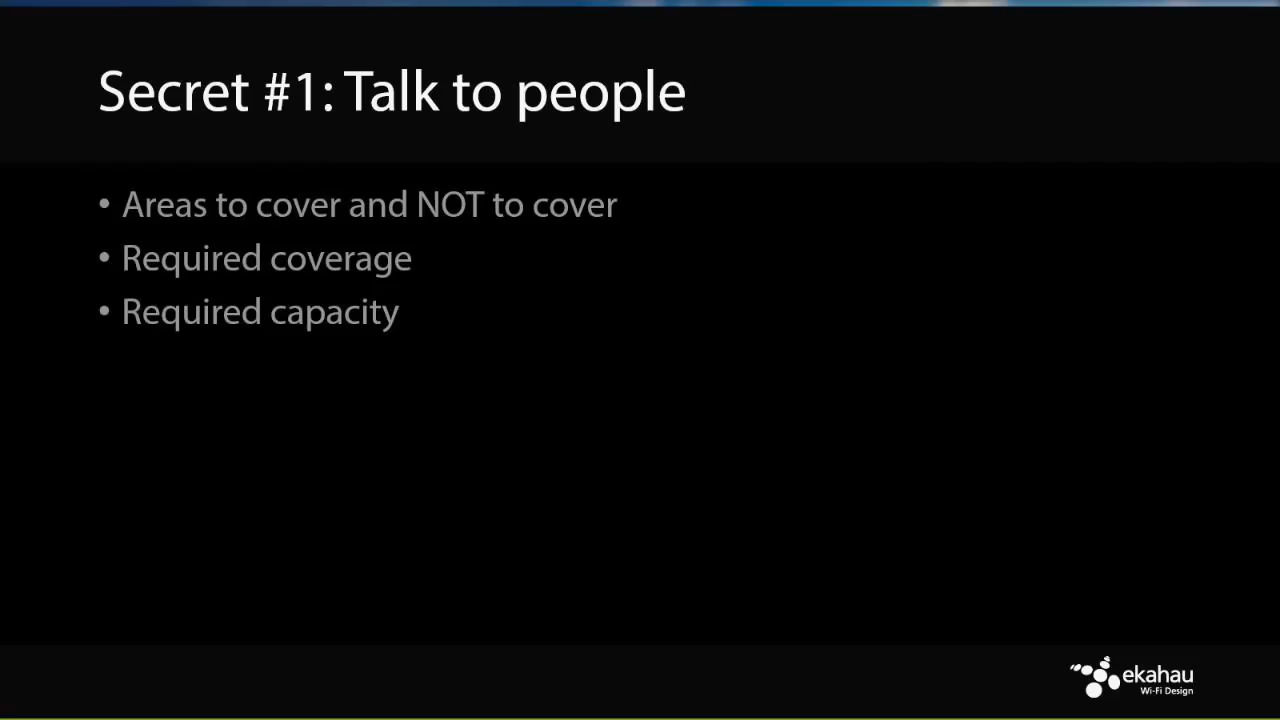 Secret #1: Talk to people
• Areas to cover and NOT to cover
• Required coverage
• Required capacity
ekahau
Wi-Fi Design